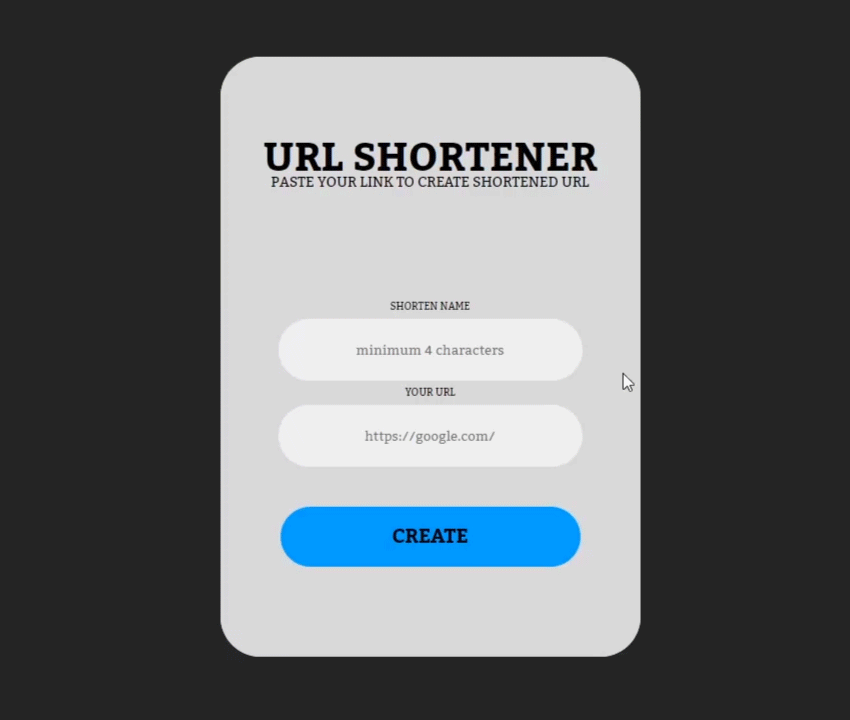 URL SHORTENER
PASTE YOUR LINK TO CREATE SHORTENED URL
SHORTEN NAME
minimum 4 characters
YOUR URL
https://google.com/
CREATE